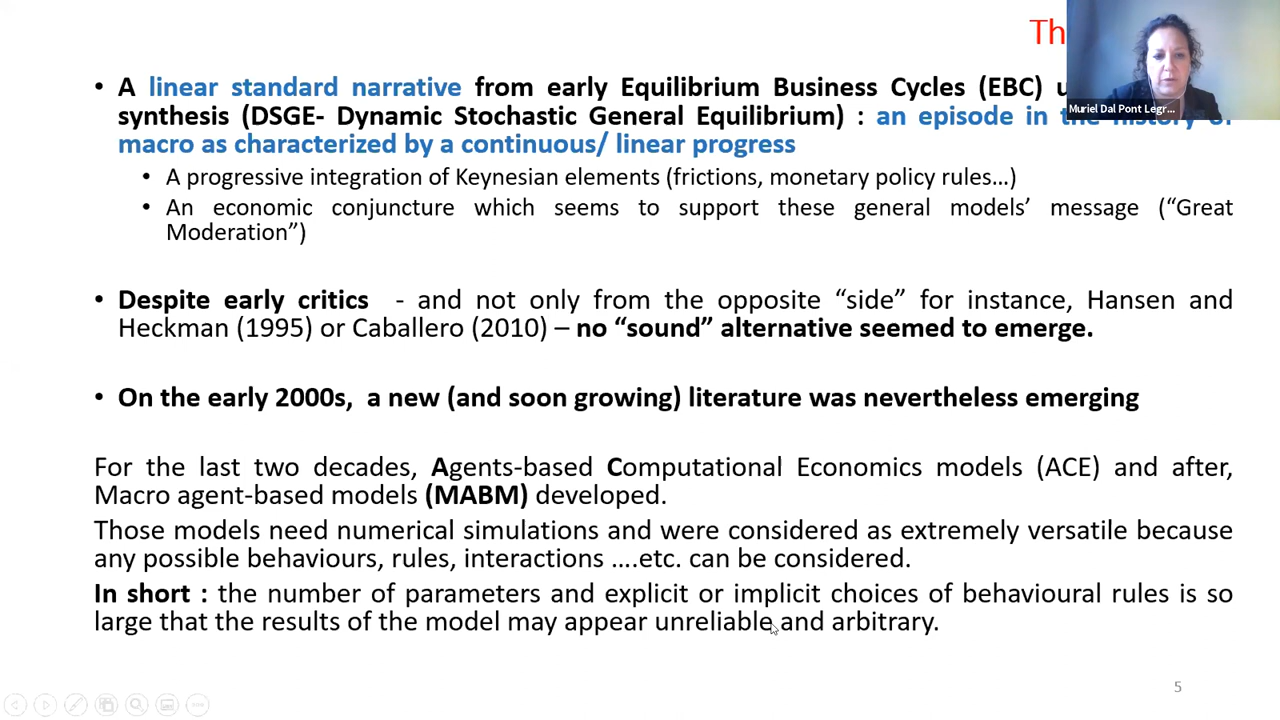 Th
Muriel Dal Pont Legr...
• A linear standard narrative from early Equilibrium Business Cycles (EBC) u
synthesis (DSGE- Dynamic Stochastic General Equilibrium) : an episode in the history of
macro as characterized by a continuous/ linear progress
• A progressive integration of Keynesian elements (frictions, monetary policy rules…)
• An economic conjuncture which seems to support these general models’ message (“Great
Moderation”)
• Despite early critics - and not only from the opposite “side” for instance, Hansen and
Heckman (1995) or Caballero (2010) – no “sound” alternative seemed to emerge.
• On the early 2000s, a new (and soon growing) literature was nevertheless emerging
For the last two decades, Agents-based Computational Economics models (ACE) and after,
Macro agent-based models (MABM) developed.
Those models need numerical simulations and were considered as extremely versatile because
any possible behaviours, rules, interactions ….etc. can be considered.
In short : the number of parameters and explicit or implicit choices of behavioural rules is so
large that the results of the model may appear unreliable and arbitrary.
5